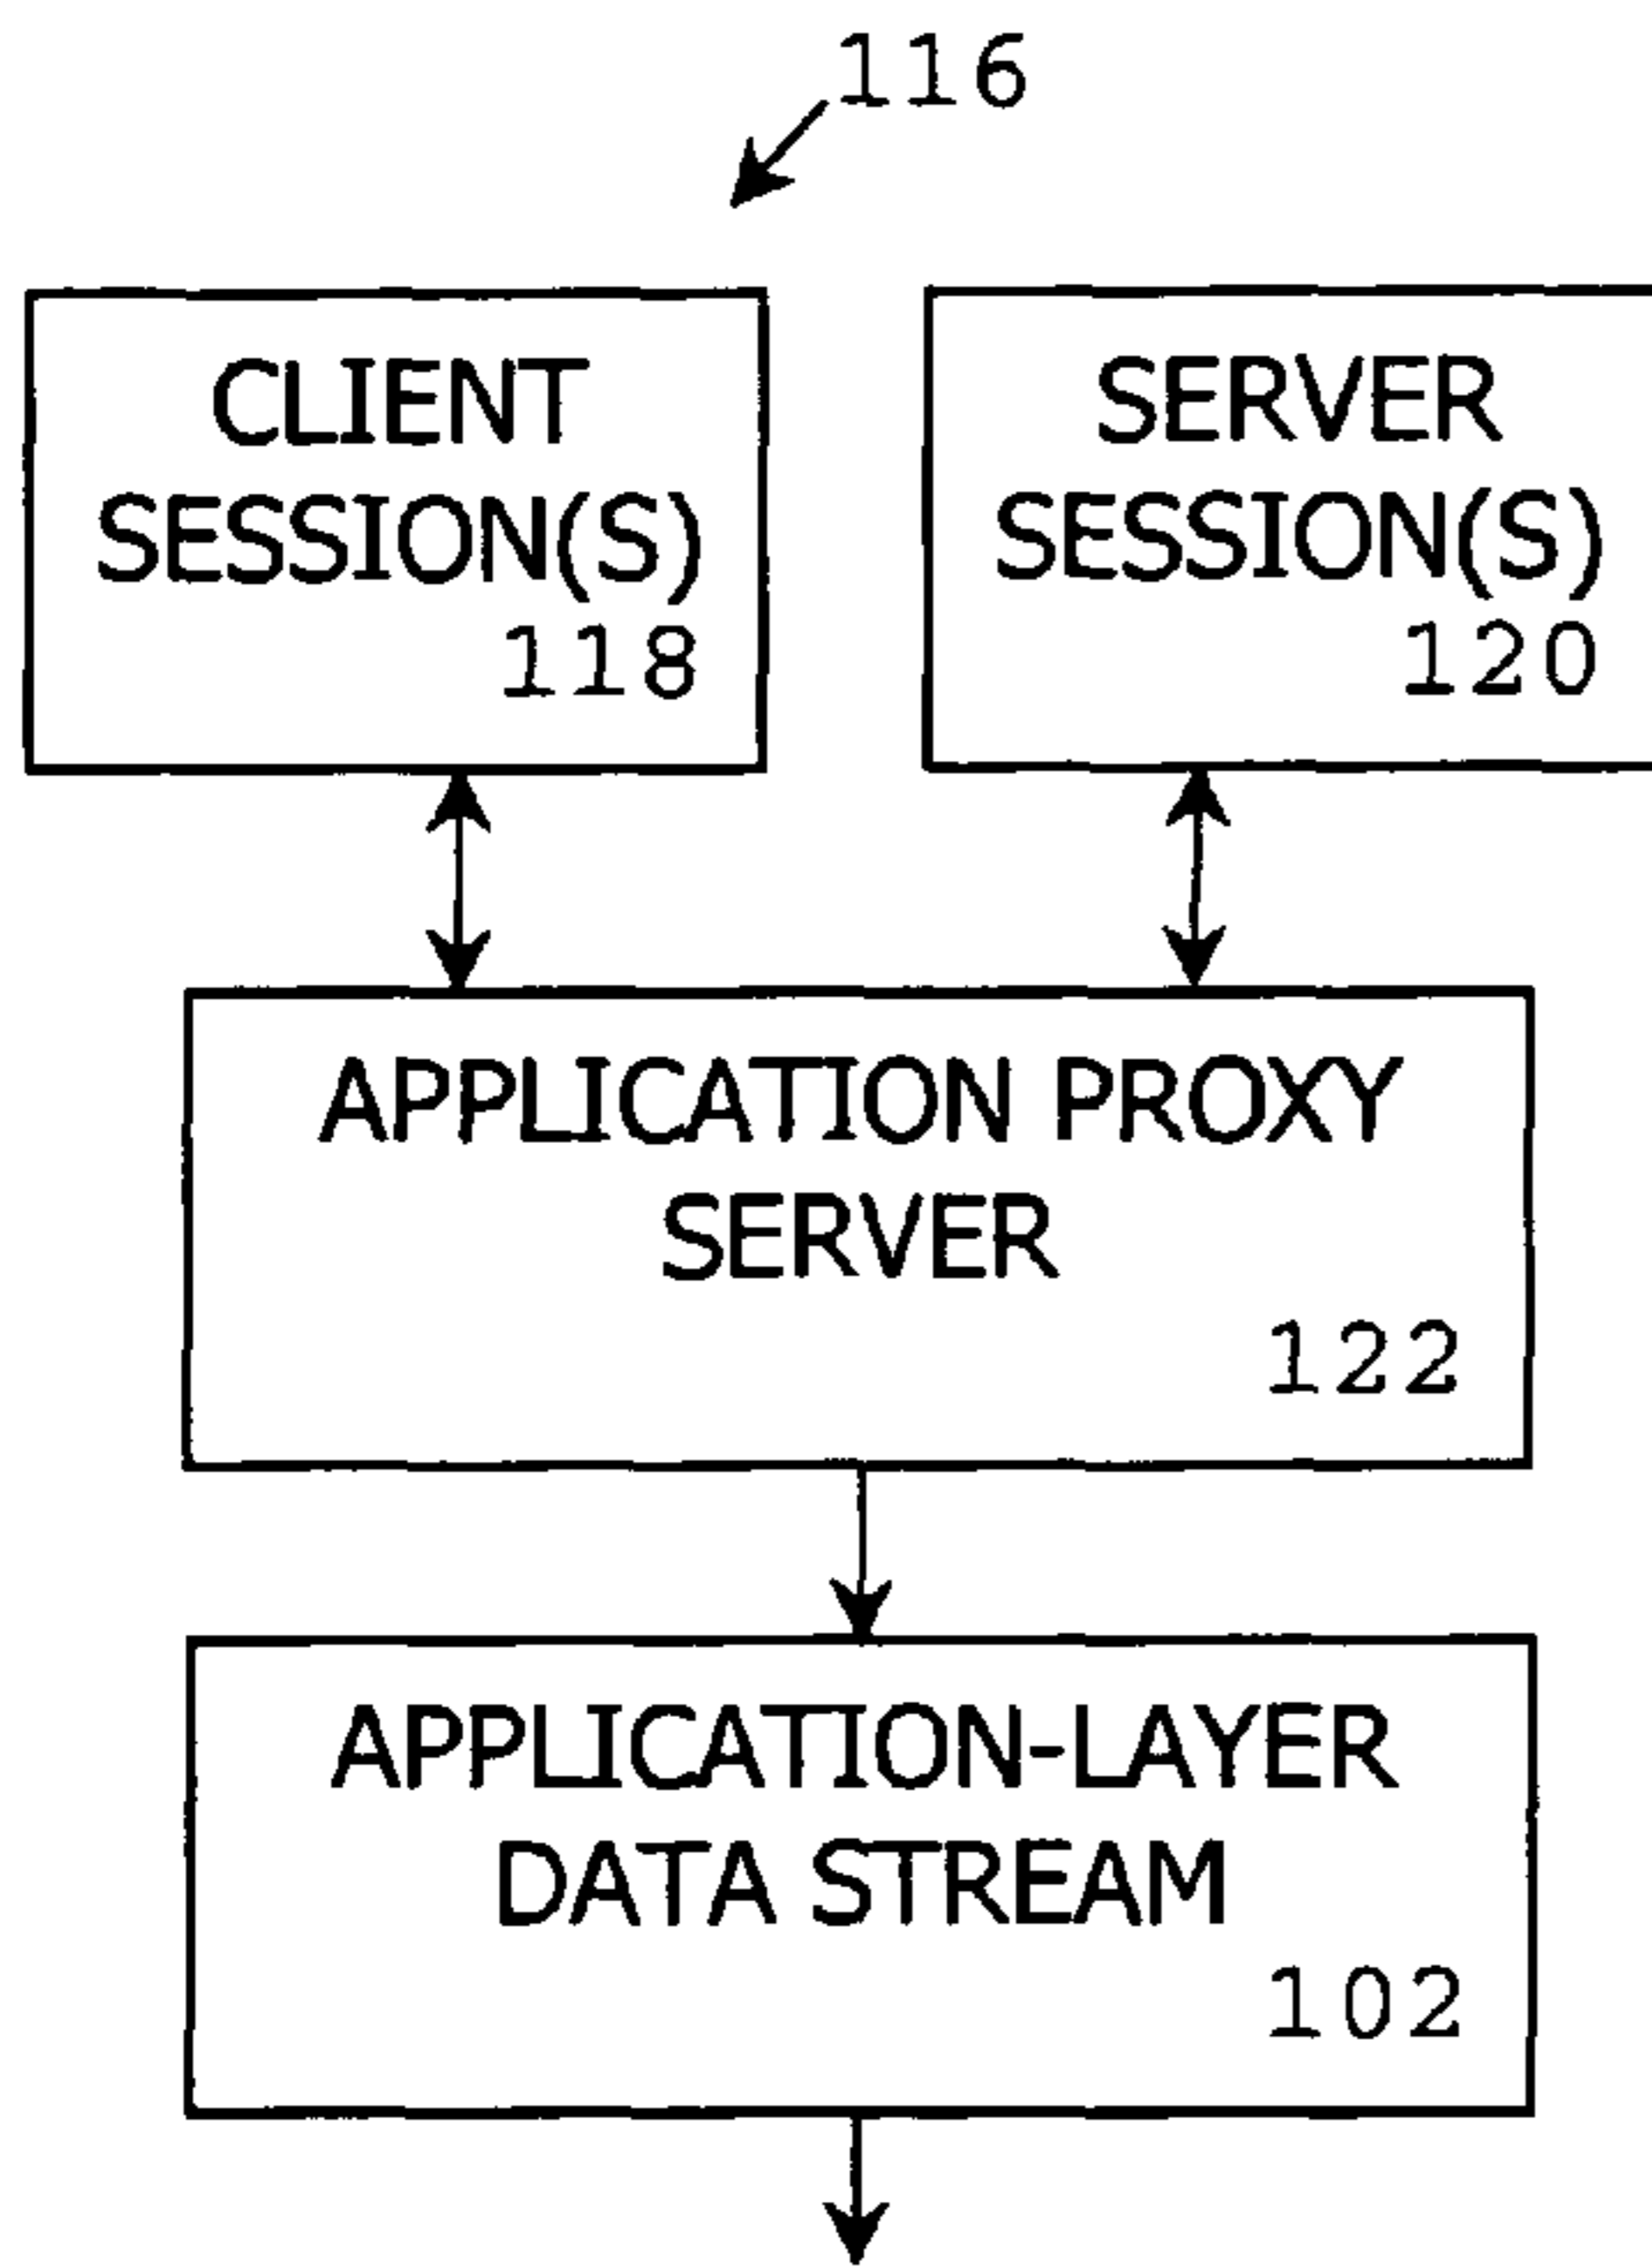 116
CLIENT
SESSION(S)
118
SERVER
SESSION(S)
120
APPLICATION PROXY
SERVER
122
APPLICATION-LAYER
DATA STREAM
102